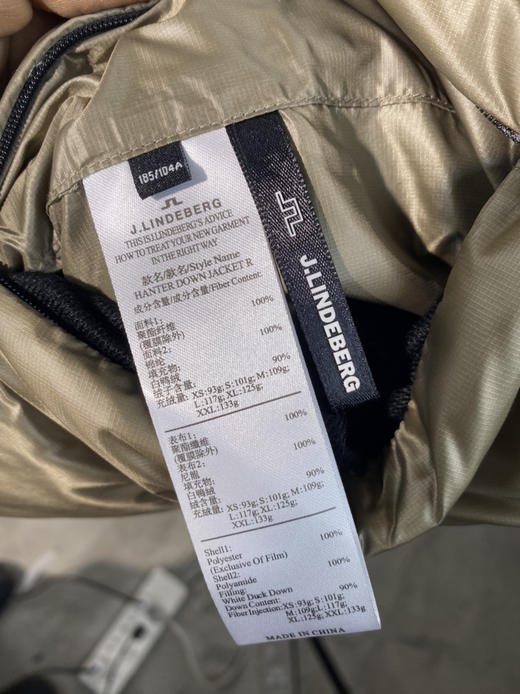 185/104A
J.LINDEBERG
THIS IS J.LINDEBERG'S ADVICE
HOW TO TREAT YOUR NEW GARMENT
IN THE RIGHT WAY
款名/款名/Style Name
HANTER DOWN JACKET R
成分含量/成分含量/Fiber Content:
面料1: 100%
聚酯纤维
(覆膜除外) 100%
面料2:
锦纶
填充物: 90%
白鸭绒
绒子含量:
充绒量: XS:93g; S:101g; M:109g;
L:117g; XL:125g;
XXL:133g
表布1: 100%
聚酯纖維
(覆膜除外) 100%
表布2:
尼龍
填充物: 90%
白鴨絨
絨含量:
充絨量: XS:93g; S:101g; M:109g;
L:117g; XL:125g;
XXL:133g
Shell1: 100%
Polyester
(Exclusive Of Film) 100%
Shell2:
Polyamide
Filling: 90%
White Duck Down
Down Content:
Fiber Injection:XS:93g; S:101g;
M:109g;L:117g;
XL:125g; XXL:133g
MADE IN CHINA
J.LINDEBERG